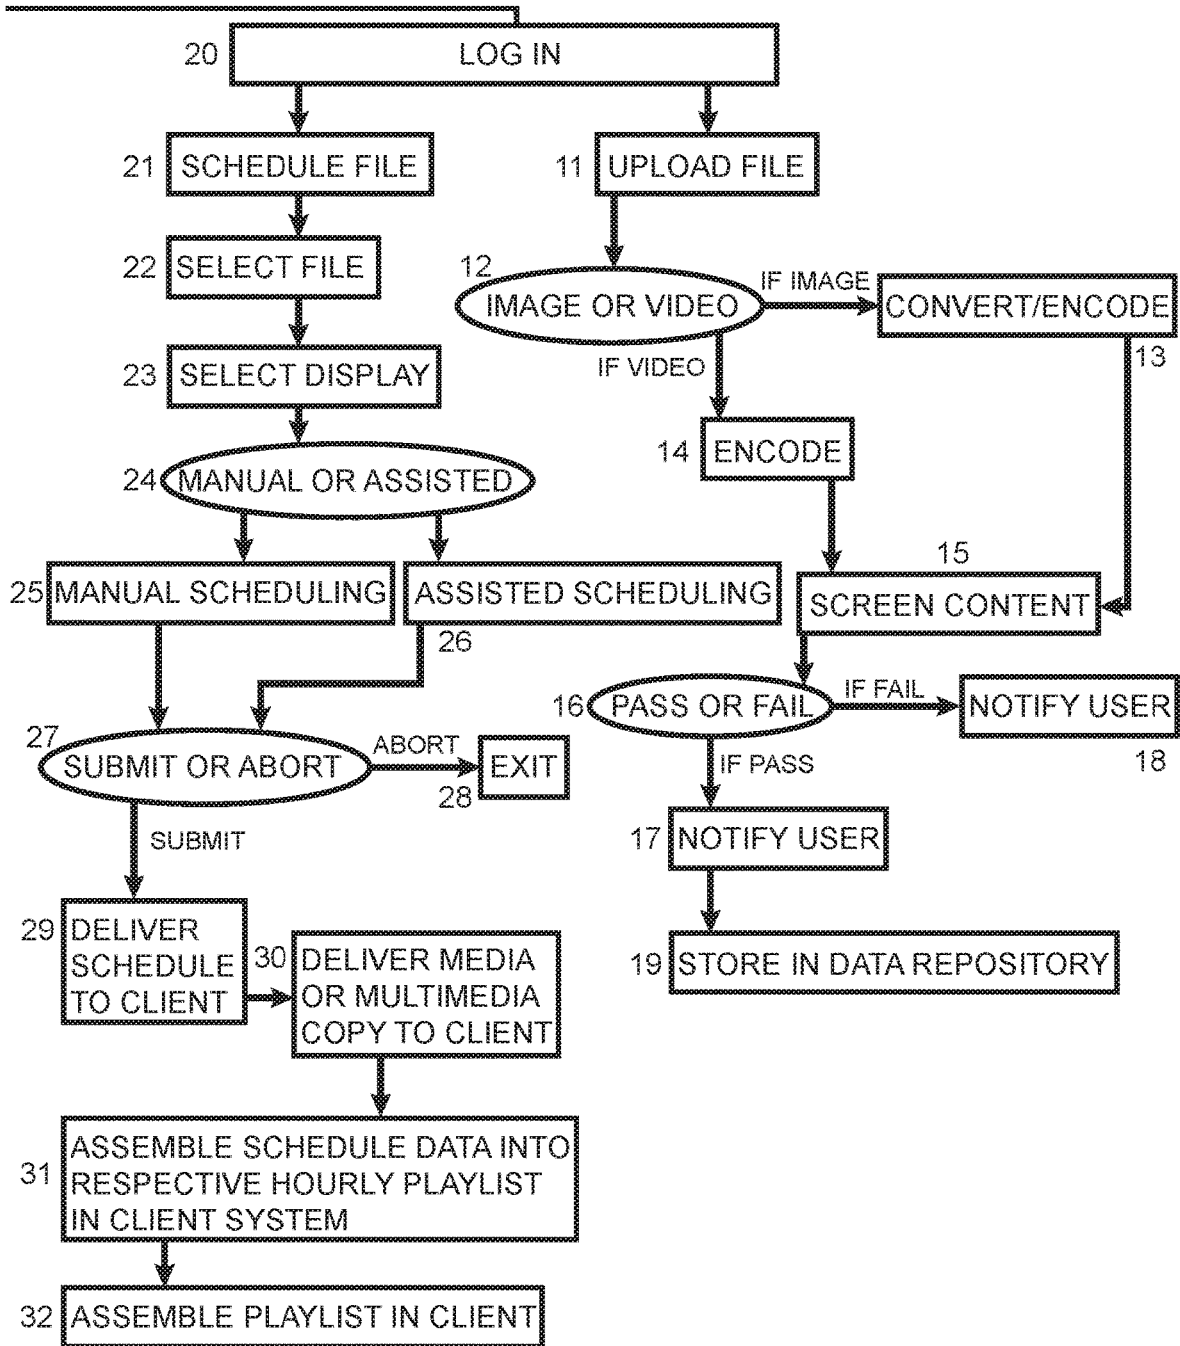 20 LOG IN
21 SCHEDULE FILE
11 UPLOAD FILE
22 SELECT FILE
12 IMAGE OR VIDEO
IF IMAGE
CONVERT/ENCODE
13
IF VIDEO
23 SELECT DISPLAY
14 ENCODE
24 MANUAL OR ASSISTED
25 MANUAL SCHEDULING
ASSISTED SCHEDULING
26
15
SCREEN CONTENT
16 PASS OR FAIL
IF FAIL
NOTIFY USER
18
IF PASS
27 SUBMIT OR ABORT
ABORT
EXIT
28
SUBMIT
17 NOTIFY USER
19 STORE IN DATA REPOSITORY
29 DELIVER
SCHEDULE
TO CLIENT
30 DELIVER MEDIA
OR MULTIMEDIA
COPY TO CLIENT
ASSEMBLE SCHEDULE DATA INTO
31 RESPECTIVE HOURLY PLAYLIST
IN CLIENT SYSTEM
32 ASSEMBLE PLAYLIST IN CLIENT